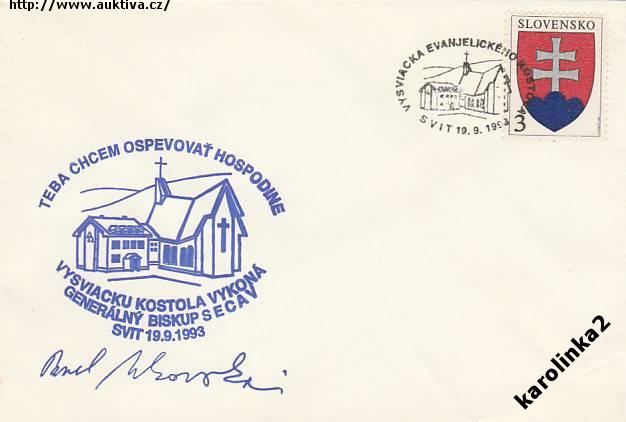 http://www.auktiva.cz/
SLOVENSKO
3
VYSVIACKA EVANJELICKÉHO KOSTOLA
SVIT 19.9.1993
TEBA CHCEM OSPEVOVAŤ HOSPODINE
VYSVIACKU KOSTOLA VYKONÁ
GENERÁLNY BISKUP SECAV
SVIT 19.9.1993
Pavel
karolinka2